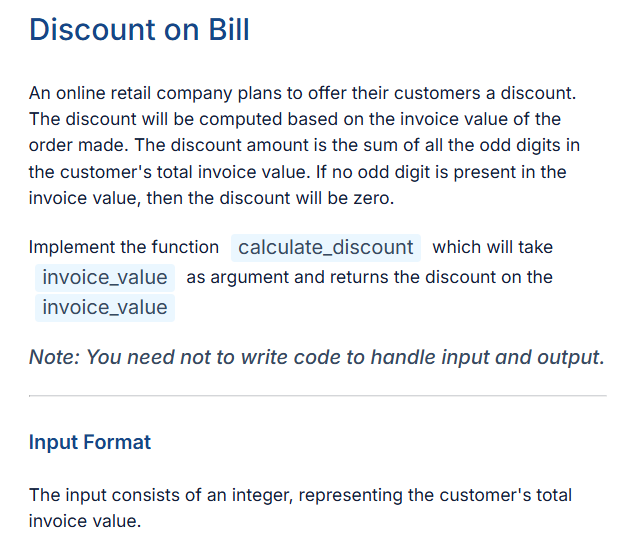 Discount on Bill
An online retail company plans to offer their customers a discount.
The discount will be computed based on the invoice value of the
order made. The discount amount is the sum of all the odd digits in
the customer's total invoice value. If no odd digit is present in the
invoice value, then the discount will be zero.
Implement the function calculate_discount which will take
invoice_value as argument and returns the discount on the
invoice_value
Note: You need not to write code to handle input and output.
Input Format
The input consists of an integer, representing the customer's total
invoice value.